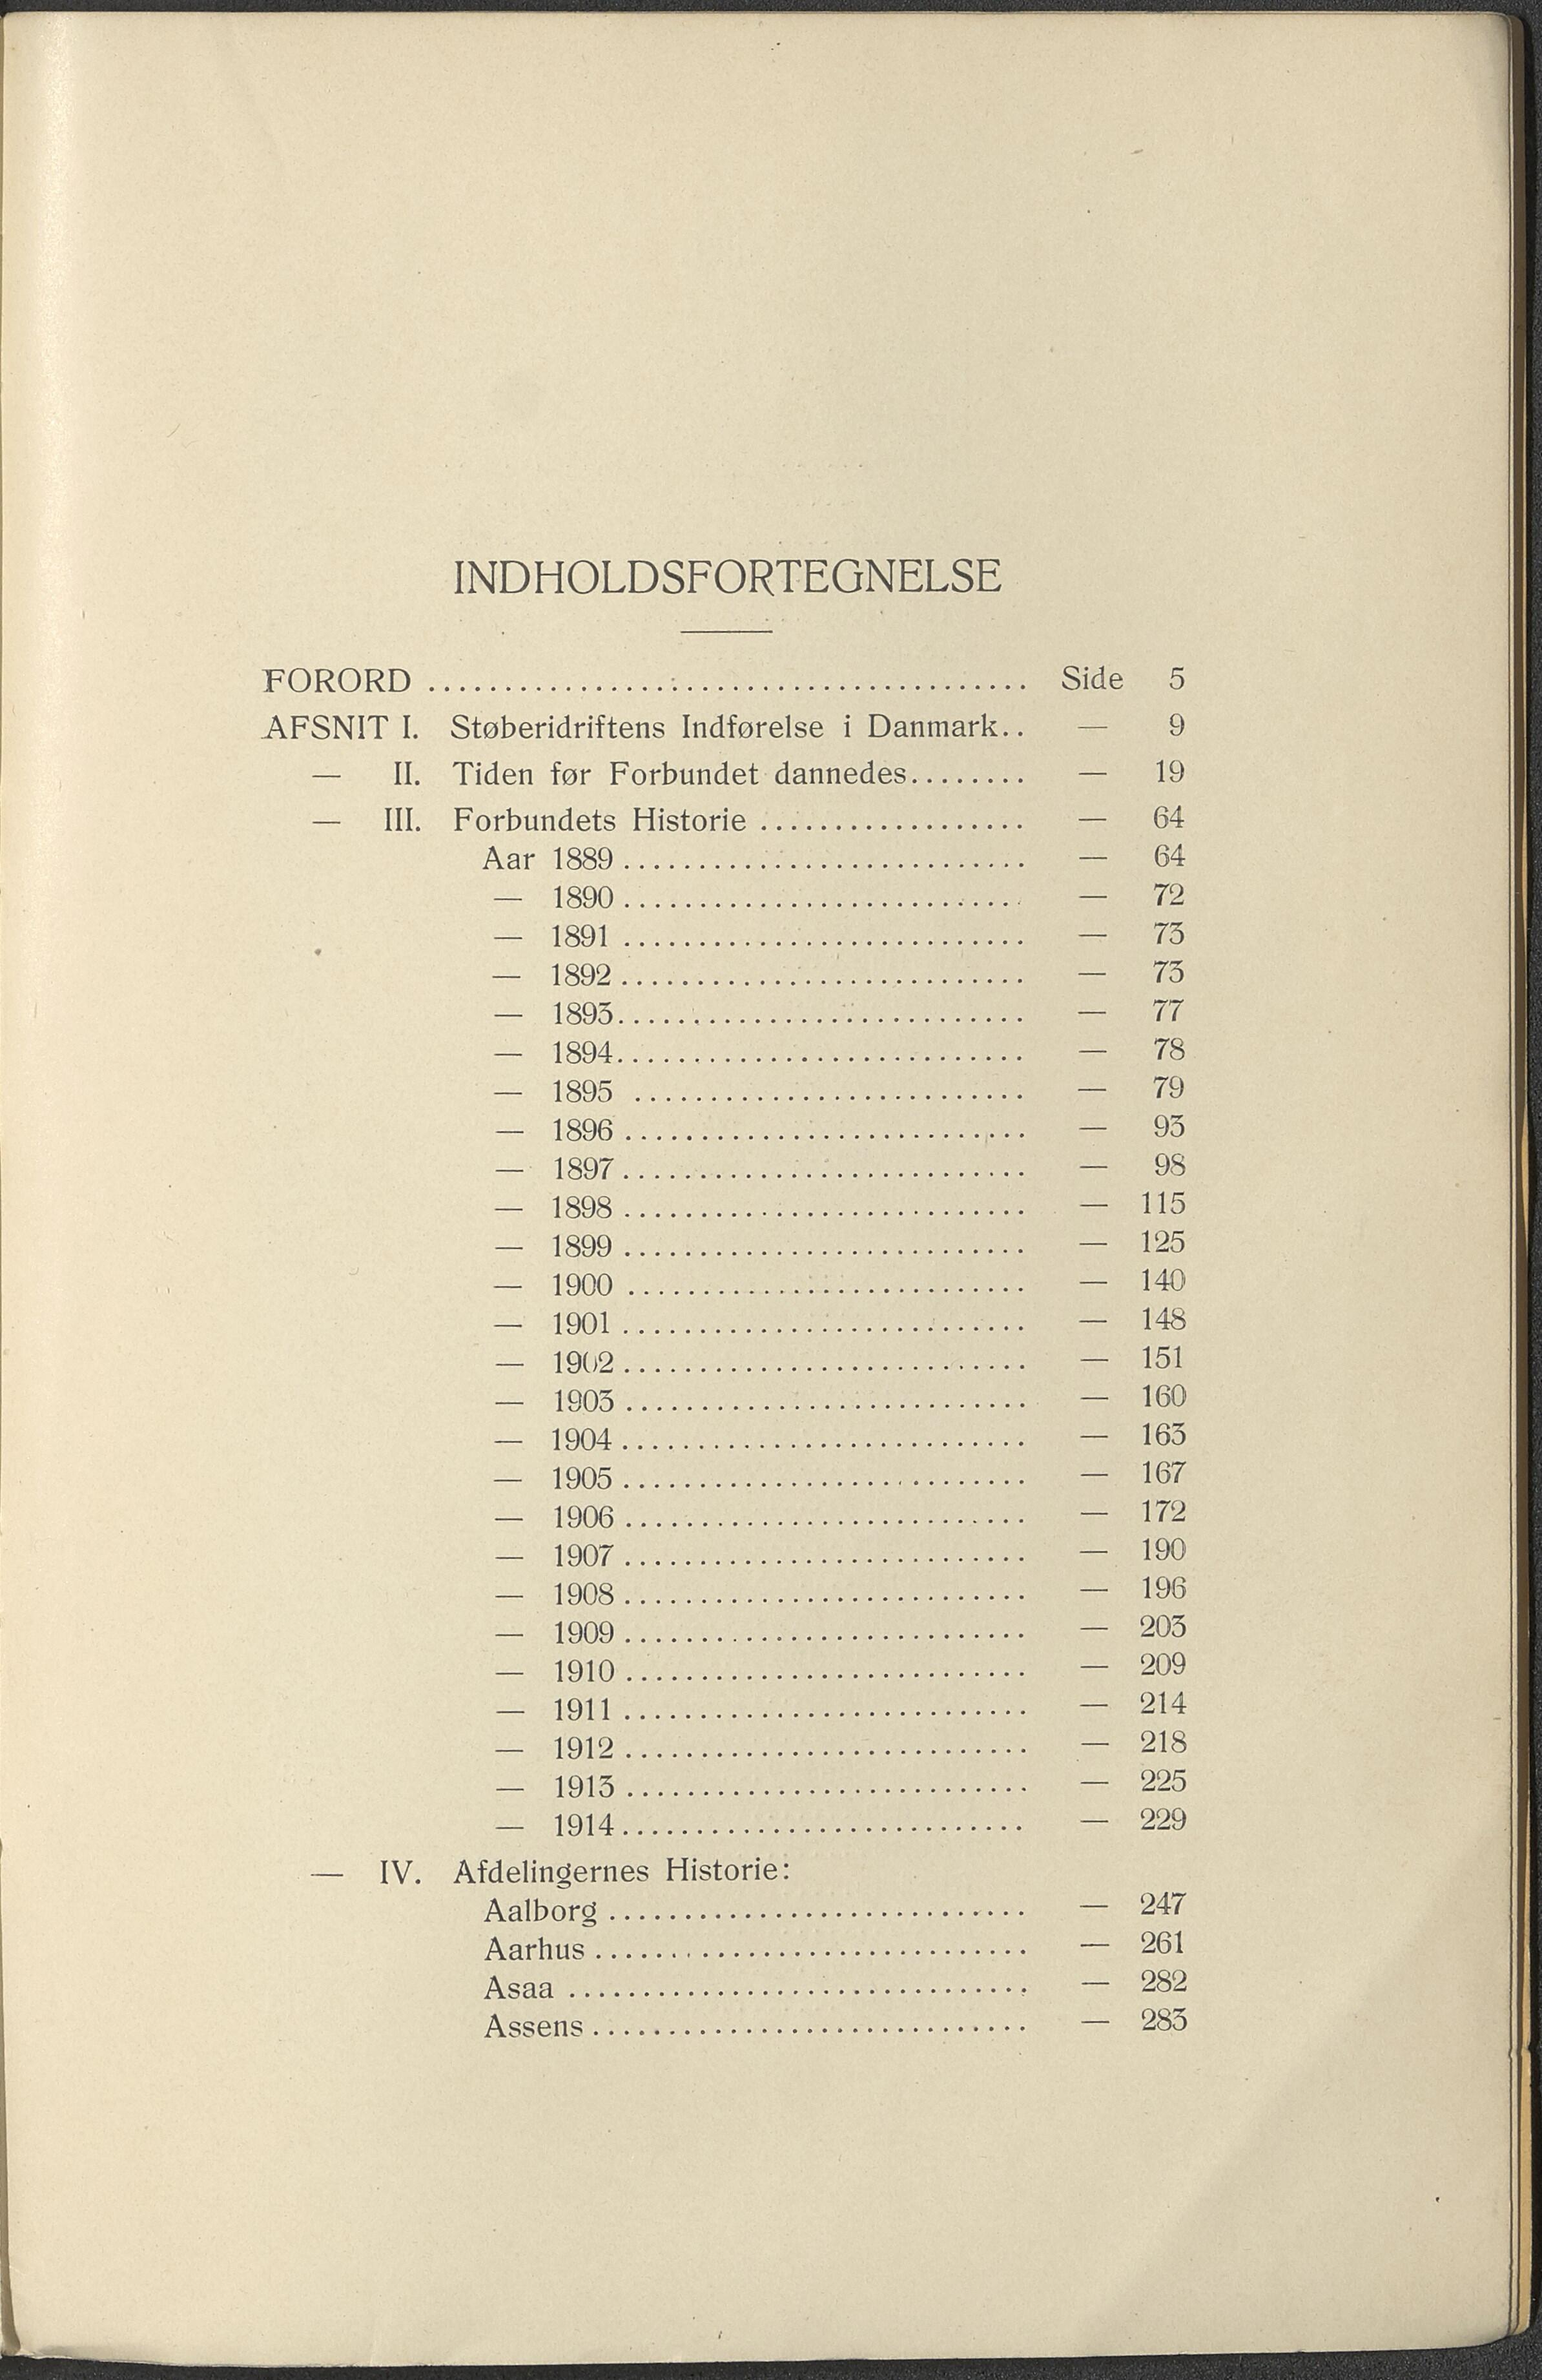 INDHOLDSFORTEGNELSE
FORORD ........................................ Side 5
AFSNIT I. Støberidriftens Indførelse i Danmark.. — 9
— II. Tiden før Forbundet dannedes........ — 19
— III. Forbundets Historie .................. — 64
Aar 1889 ........................... — 64
— 1890 ........................... — 72
— 1891 ........................... — 73
— 1892 ........................... — 73
— 1893 ........................... — 77
— 1894 ........................... — 78
— 1895 ........................... — 79
— 1896 ........................... — 93
— 1897 ........................... — 98
— 1898 ........................... — 115
— 1899 ........................... — 125
— 1900 ........................... — 140
— 1901 ........................... — 148
— 1902 ........................... — 151
— 1903 ........................... — 160
— 1904 ........................... — 163
— 1905 ........................... — 167
— 1906 ........................... — 172
— 1907 ........................... — 190
— 1908 ........................... — 196
— 1909 ........................... — 203
— 1910 ........................... — 209
— 1911 ........................... — 214
— 1912 ........................... — 218
— 1913 ........................... — 225
— 1914 ........................... — 229
— IV. Afdelingernes Historie:
Aalborg ............................ — 247
Aarhus ............................. — 261
Asaa ............................... — 282
Assens ............................. — 283